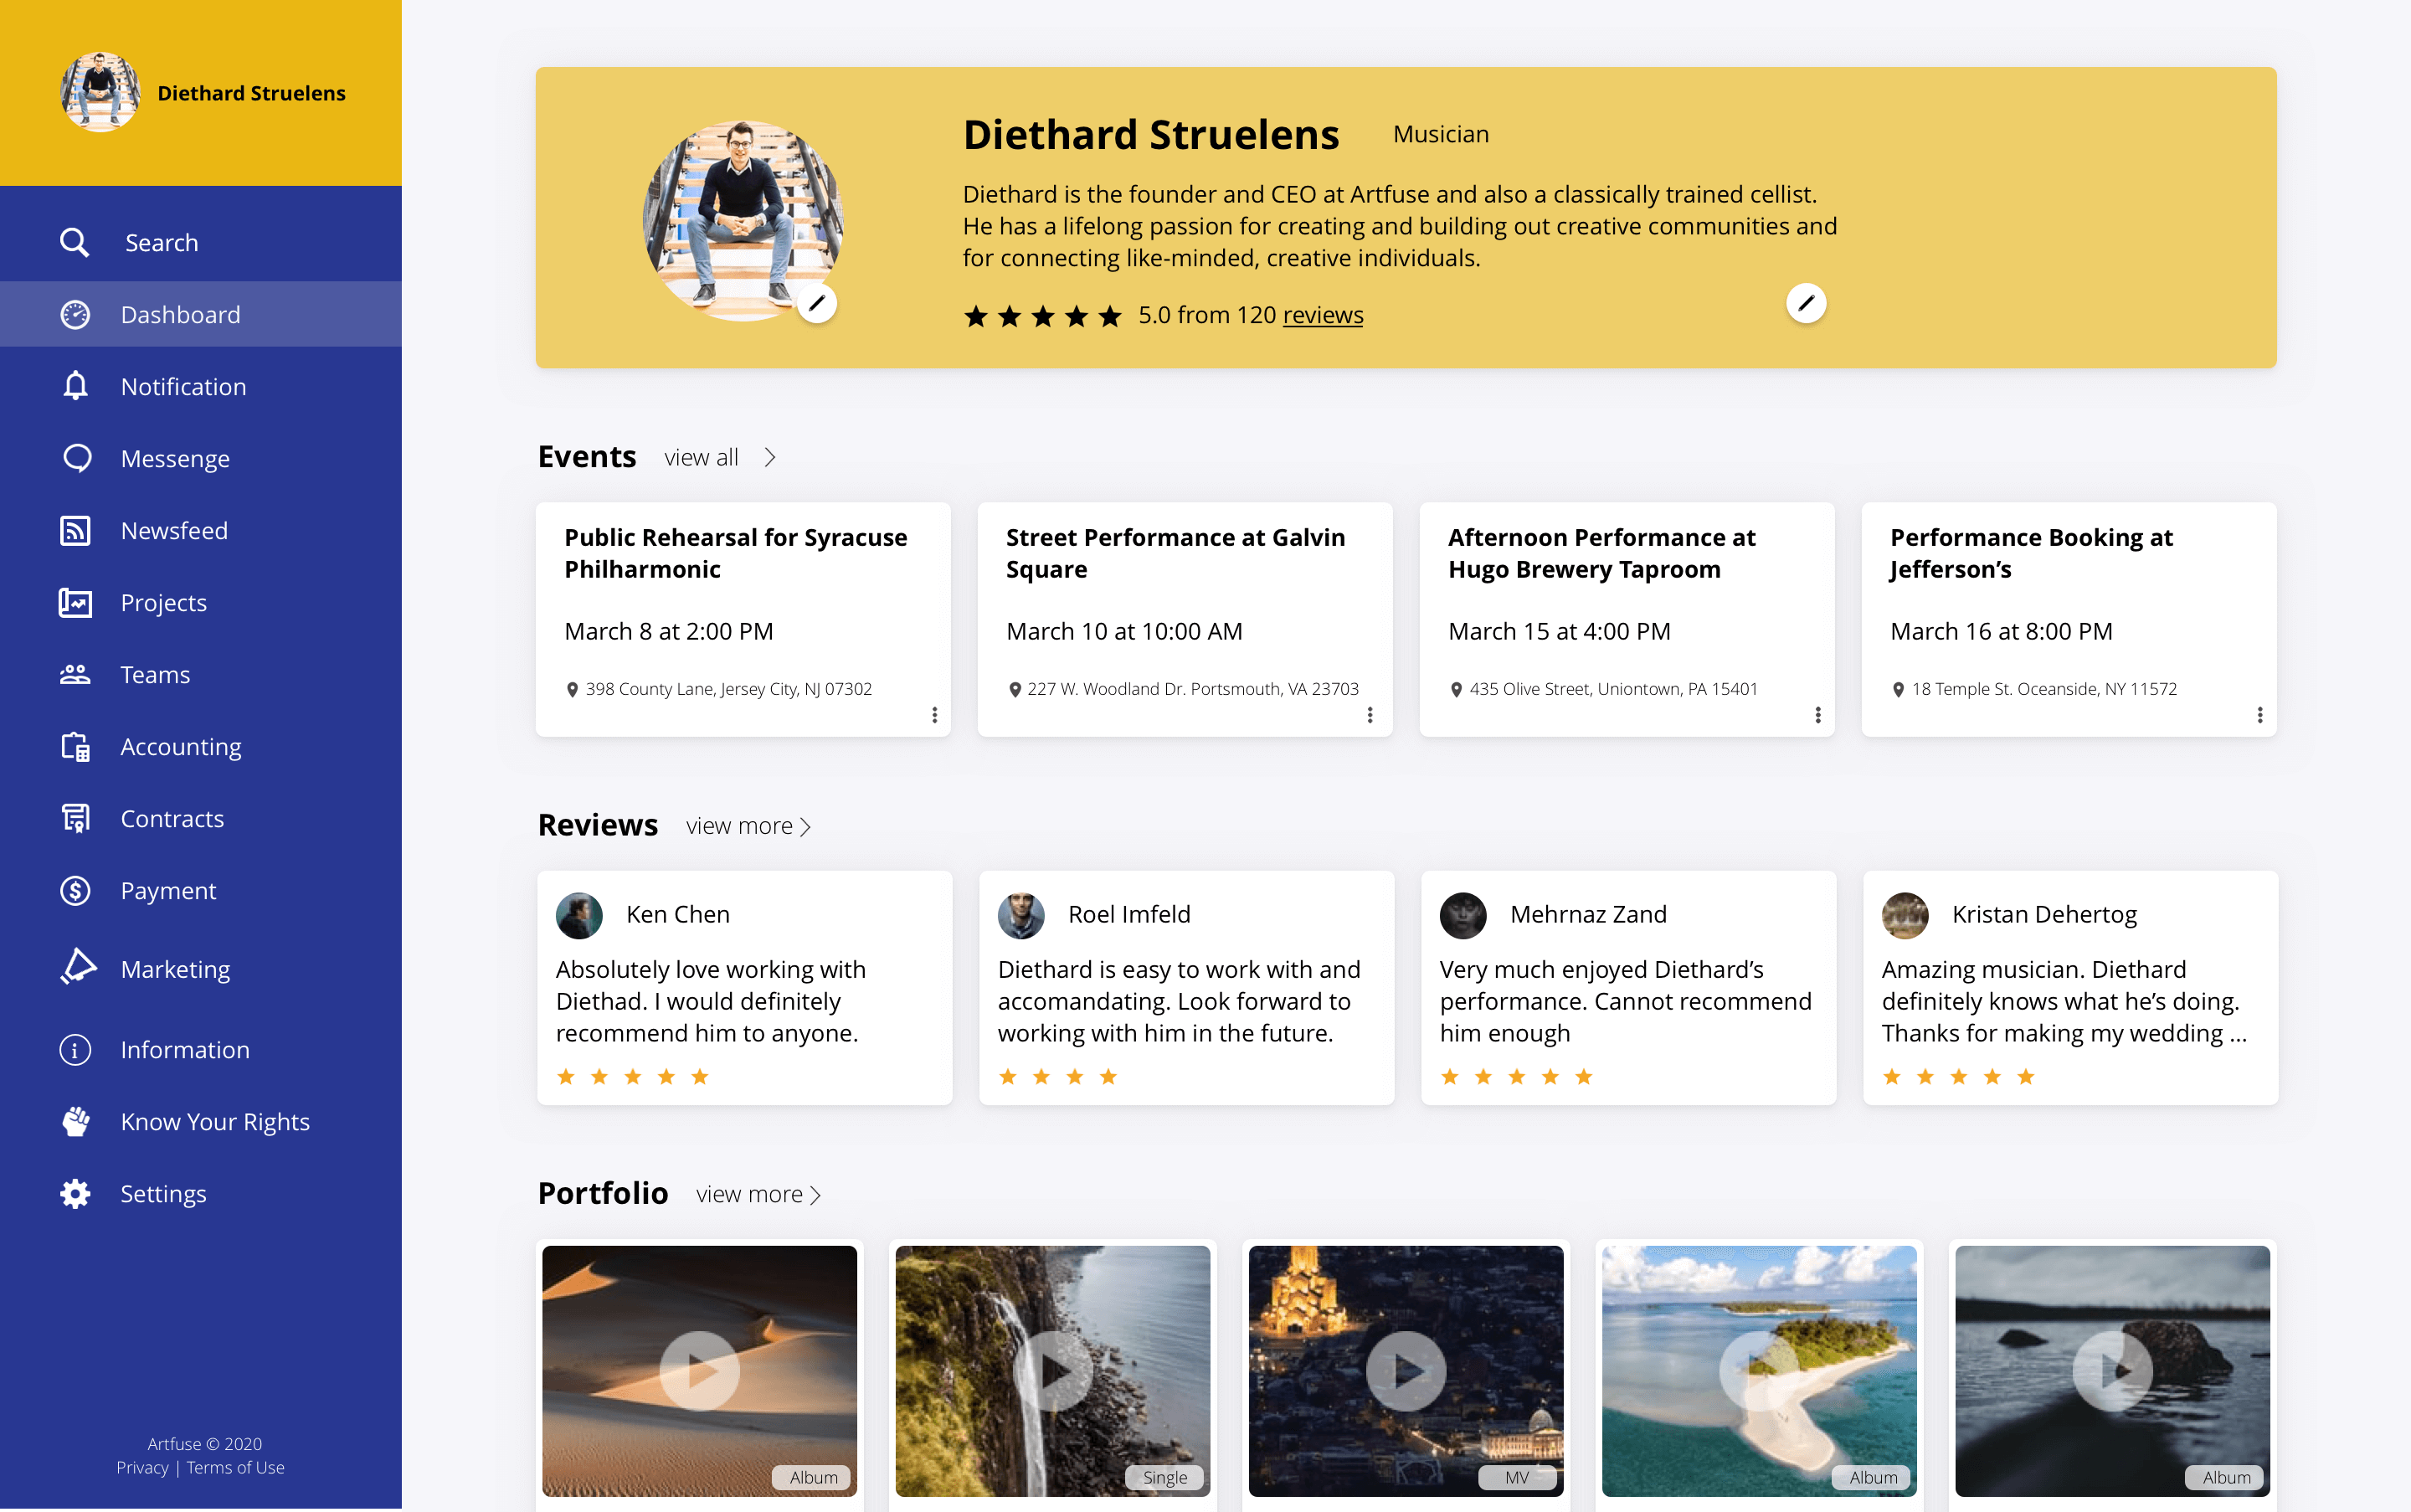 Diethard Struelens
Search
Dashboard
Notification
Messenge
Newsfeed
Projects
Teams
Accounting
Contracts
Payment
Marketing
Information
Know Your Rights
Settings
Artfuse © 2020
Privacy | Terms of Use
Diethard Struelens Musician
Diethard is the founder and CEO at Artfuse and also a classically trained cellist.
He has a lifelong passion for creating and building out creative communities and
for connecting like-minded, creative individuals.
5.0 from 120 reviews
Events view all
Public Rehearsal for Syracuse
Philharmonic
March 8 at 2:00 PM
398 County Lane, Jersey City, NJ 07302
Street Performance at Galvin
Square
March 10 at 10:00 AM
227 W. Woodland Dr. Portsmouth, VA 23703
Afternoon Performance at
Hugo Brewery Taproom
March 15 at 4:00 PM
435 Olive Street, Uniontown, PA 15401
Performance Booking at
Jefferson’s
March 16 at 8:00 PM
18 Temple St. Oceanside, NY 11572
Reviews view more
Ken Chen
Absolutely love working with
Diethad. I would definitely
recommend him to anyone.
Roel Imfeld
Diethard is easy to work with and
accomandating. Look forward to
working with him in the future.
Mehrnaz Zand
Very much enjoyed Diethard’s
performance. Cannot recommend
him enough
Kristan Dehertog
Amazing musician. Diethard
definitely knows what he’s doing.
Thanks for making my wedding ...
Portfolio view more
Album
Single
MV
Album
Album